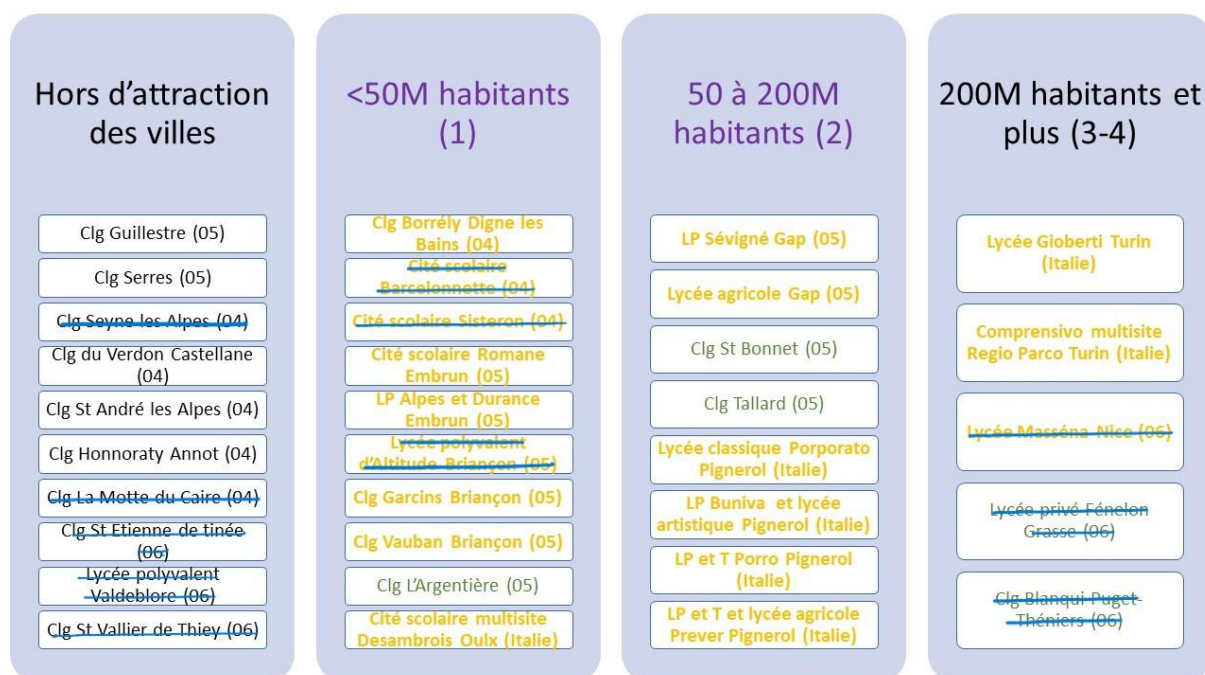 Hors d’attraction
des villes
Clg Guillestre (05)
Clg Serres (05)
Clg Seyne les Alpes (04)
Clg du Verdon Castellane
(04)
Clg St André les Alpes (04)
Clg Honnoraty Annot (04)
Clg La Motte du Caire (04)
Clg St Etienne de tinée
(06)
Lycée polyvalent
Valdeblore (06)
Clg St Vallier de Thiey (06)
<50M habitants
(1)
Clg Borrély Digne les
Bains (04)
Cité scolaire
Barcelonnette (04)
Cité scolaire Sisteron (04)
Cité scolaire Romane
Embrun (05)
LP Alpes et Durance
Embrun (05)
Lycée polyvalent
d’Altitude Briançon (05)
Clg Garcins Briançon (05)
Clg Vauban Briançon (05)
Clg L’Argentière (05)
Cité scolaire multisite
Desambrois Oulx (Italie)
50 à 200M
habitants (2)
LP Sévigné Gap (05)
Lycée agricole Gap (05)
Clg St Bonnet (05)
Clg Tallard (05)
Lycée classique Porporato
Pignerol (Italie)
LP Buniva et lycée
artistique Pignerol (Italie)
LP et T Porro Pignerol
(Italie)
LP et T et lycée agricole
Prever Pignerol (Italie)
200M habitants et
plus (3-4)
Lycée Gioberti Turin
(Italie)
Comprensivo multisite
Regio Parco Turin (Italie)
Lycée Masséna Nice (06)
Lycée privé Fénelon
Grasse (06)
Clg Blanqui Puget-
Théniers (06)